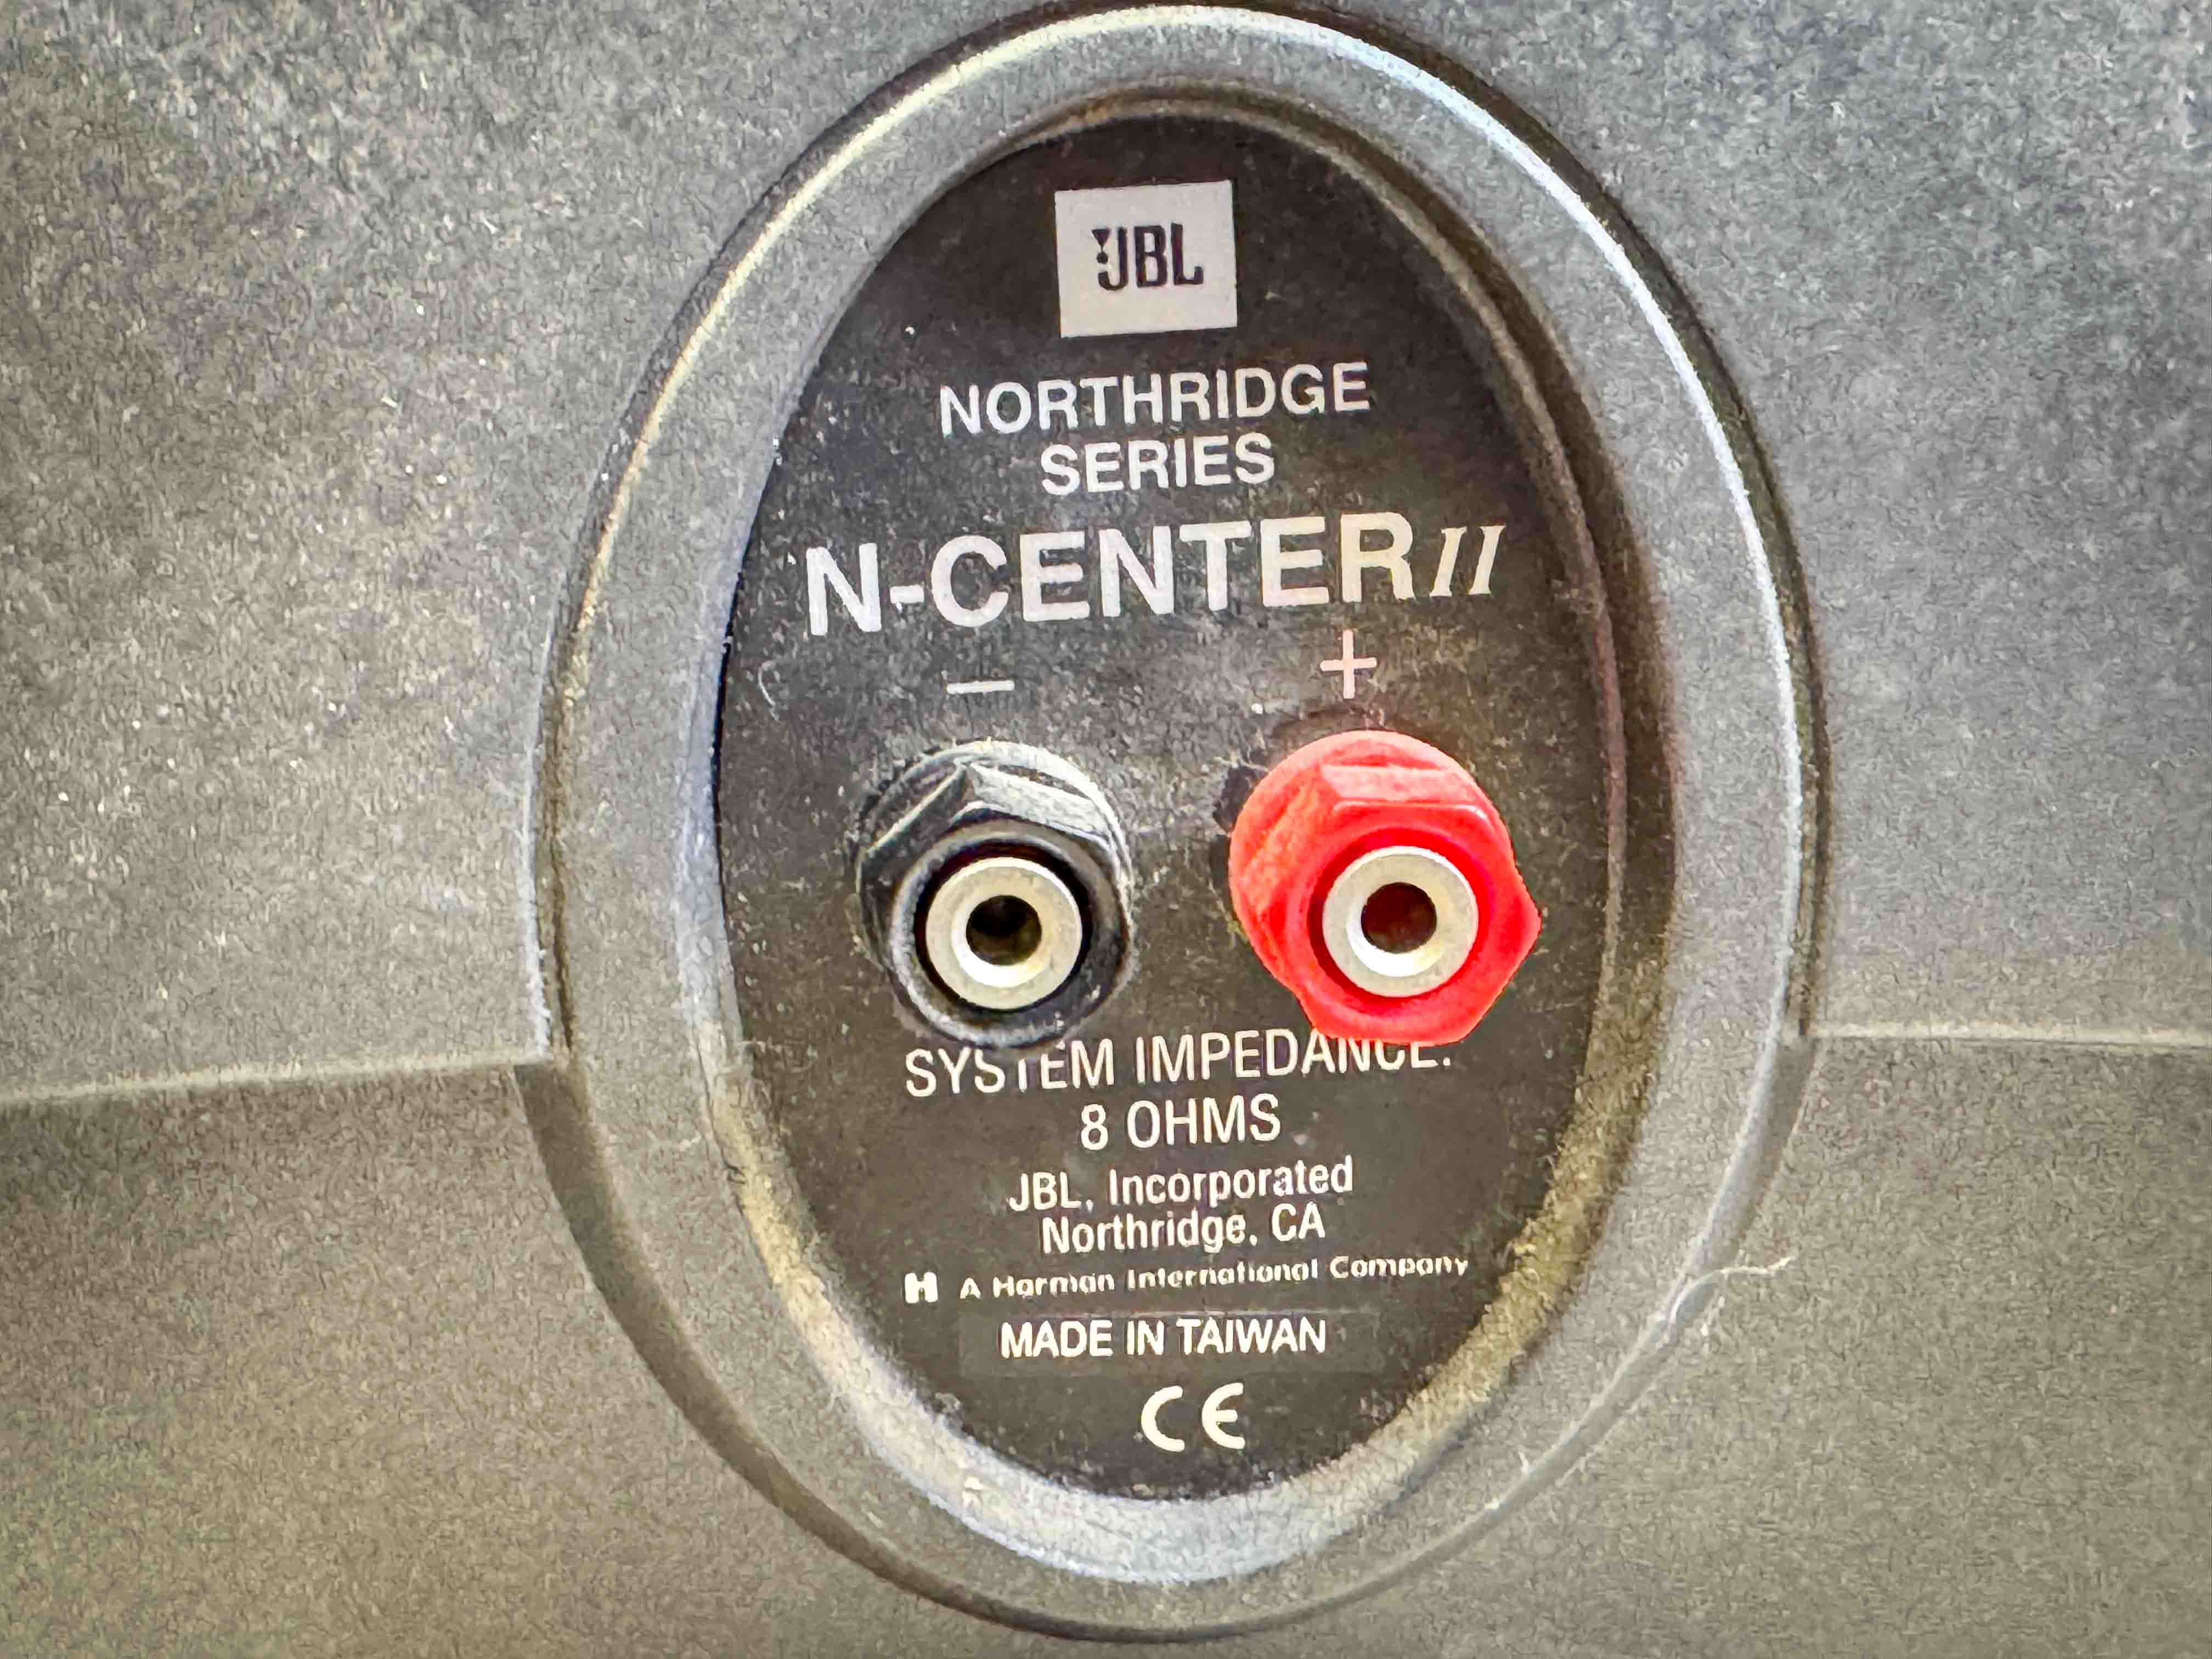 JBL
NORTHRIDGE
SERIES
N-CENTER II
− +
SYSTEM IMPEDANCE:
8 OHMS
JBL, Incorporated
Northridge, CA
H A Harman International Company
MADE IN TAIWAN
CE